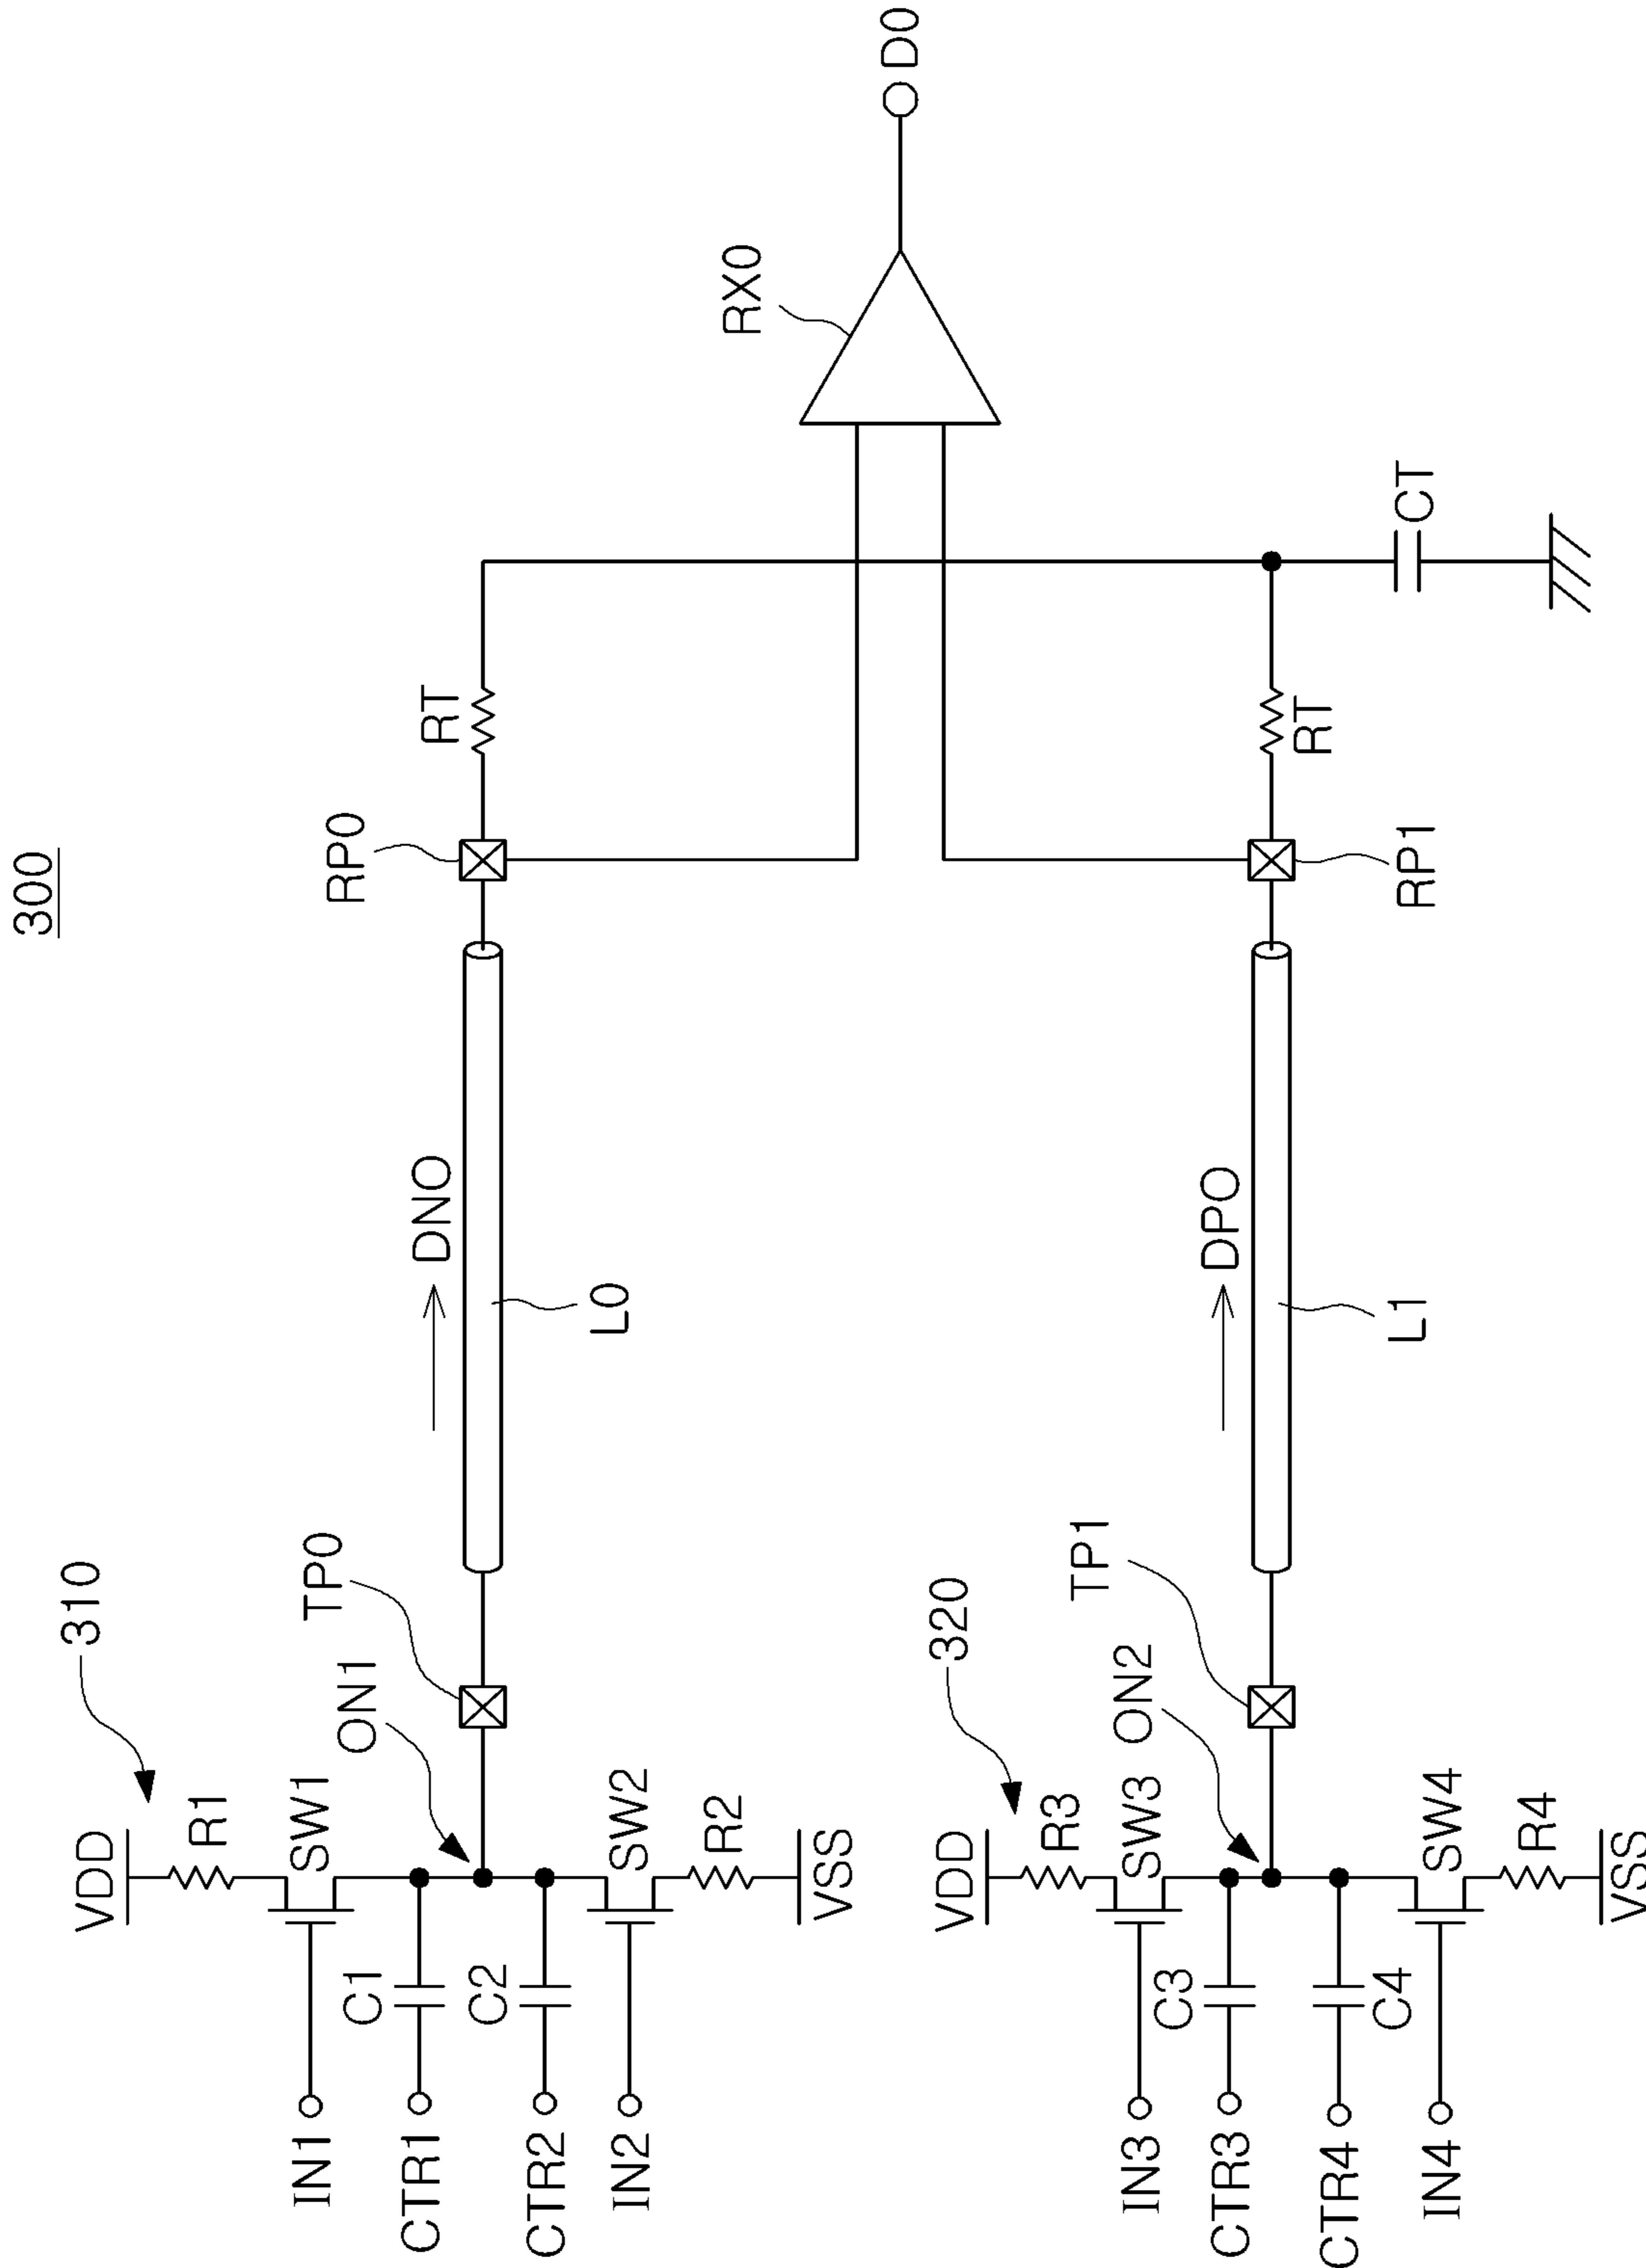 300
310
VDD
R1
SW1
IN1
C1
CTR1
ON1
TP0
DNO
L0
RP0
RT
C2
CTR2
SW2
IN2
R2
VSS
RX0
D0
320
VDD
R3
SW3
IN3
C3
CTR3
ON2
TP1
DPO
L1
RP1
RT
CT
C4
CTR4
SW4
IN4
R4
VSS